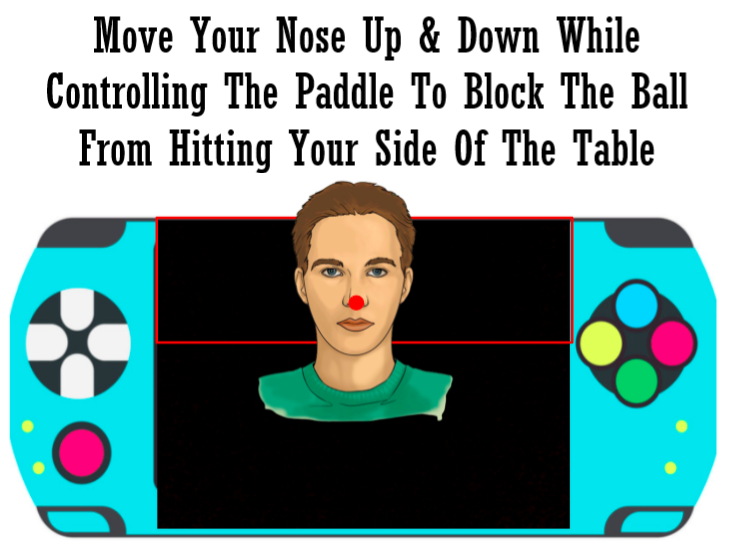 Move Your Nose Up & Down While
Controlling The Paddle To Block The Ball
From Hitting Your Side Of The Table